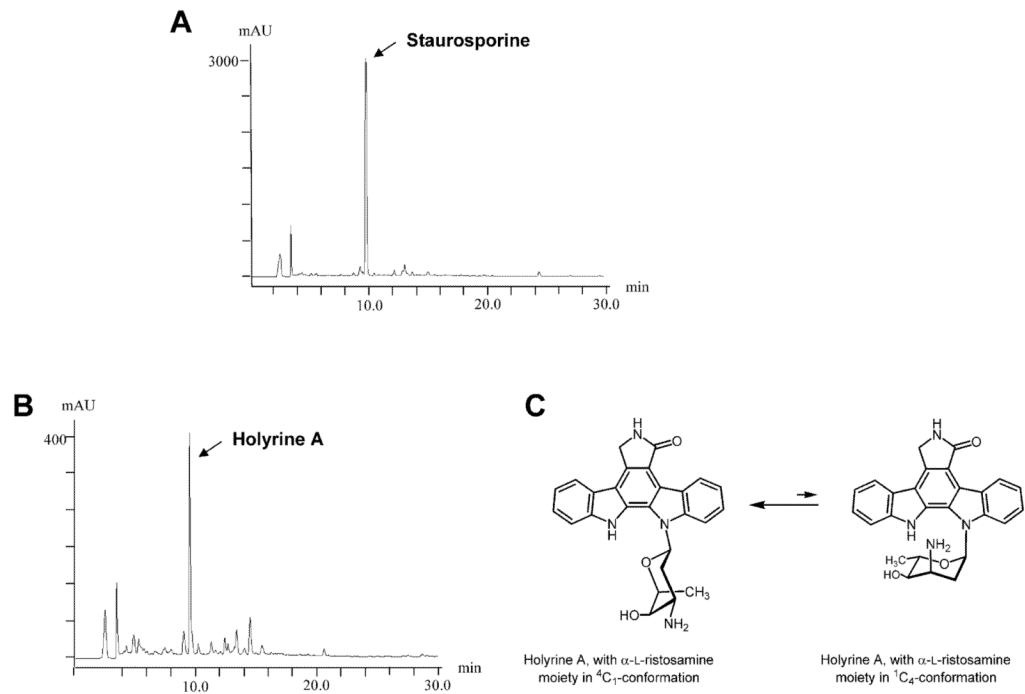 A
mAU
3000
Staurosporine
10.0
20.0
30.0
min
B
mAU
400
Holyrine A
10.0
20.0
30.0
min
C
H
N
O
N
H
N
O
CH₃
HO
NH₂
H
N
O
N
H
N
NH₂
H₃C
O
HO
Holyrine A, with α-L-ristosamine
moiety in ⁴C₁-conformation
Holyrine A, with α-L-ristosamine
moiety in ¹C₄-conformation